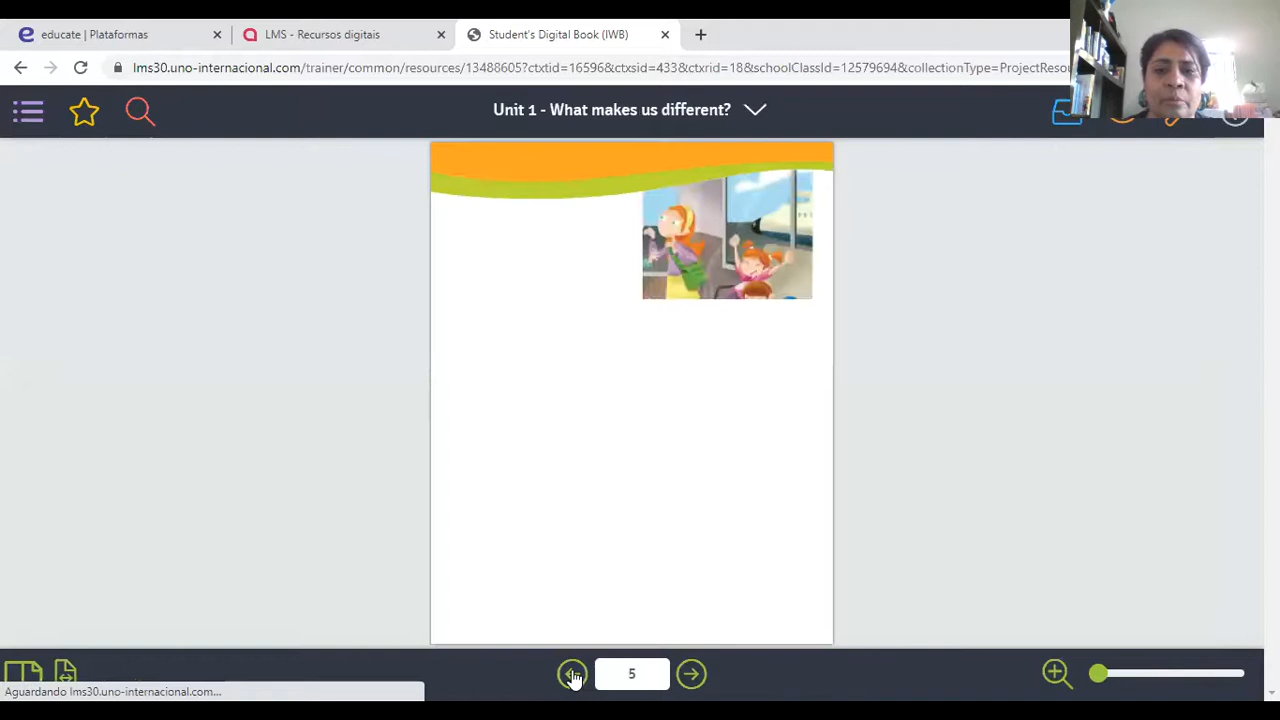 educate | Plataformas
LMS - Recursos digitais
Student's Digital Book (IWB)
lms30.uno-internacional.com/trainer/common/resources/13488605?ctxtid=16596&ctxsid=433&ctxrid=18&schoolClassId=12579694&collectionType=ProjectResou
Unit 1 - What makes us different?
5
Aguardando lms30.uno-internacional.com...